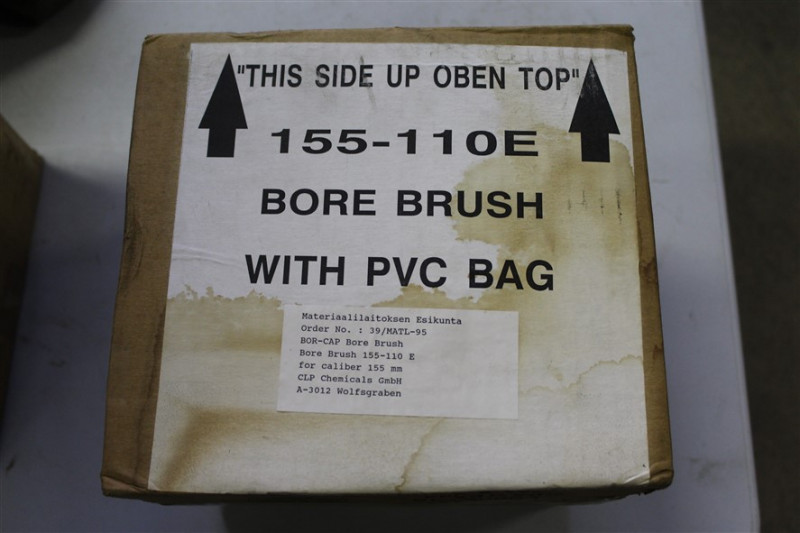 "THIS SIDE UP OBEN TOP"
155-110E
BORE BRUSH
WITH PVC BAG
Materiaalilaitoksen Esikunta
Order No. : 39/MATL-95
BOR-CAP Bore Brush
Bore Brush 155-110 E
for caliber 155 mm
CLP Chemicals GmbH
A-3012 Wolfsgraben